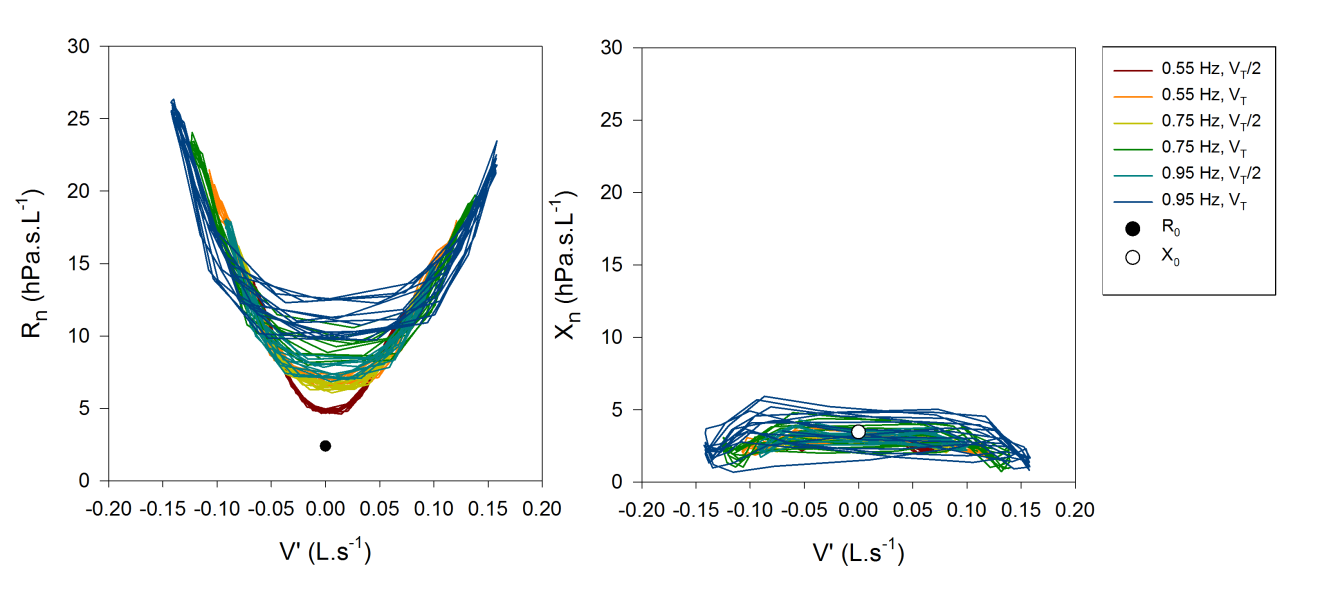 30
25
20
15
10
5
0
Rn (hPa.s.L-1)
-0.20 -0.15 -0.10 -0.05 0.00 0.05 0.10 0.15 0.20
V' (L.s-1)
30
25
20
15
10
5
0
Xn (hPa.s.L-1)
-0.20 -0.15 -0.10 -0.05 0.00 0.05 0.10 0.15 0.20
V' (L.s-1)
0.55 Hz, VT/2
0.55 Hz, VT
0.75 Hz, VT/2
0.75 Hz, VT
0.95 Hz, VT/2
0.95 Hz, VT
R0
X0